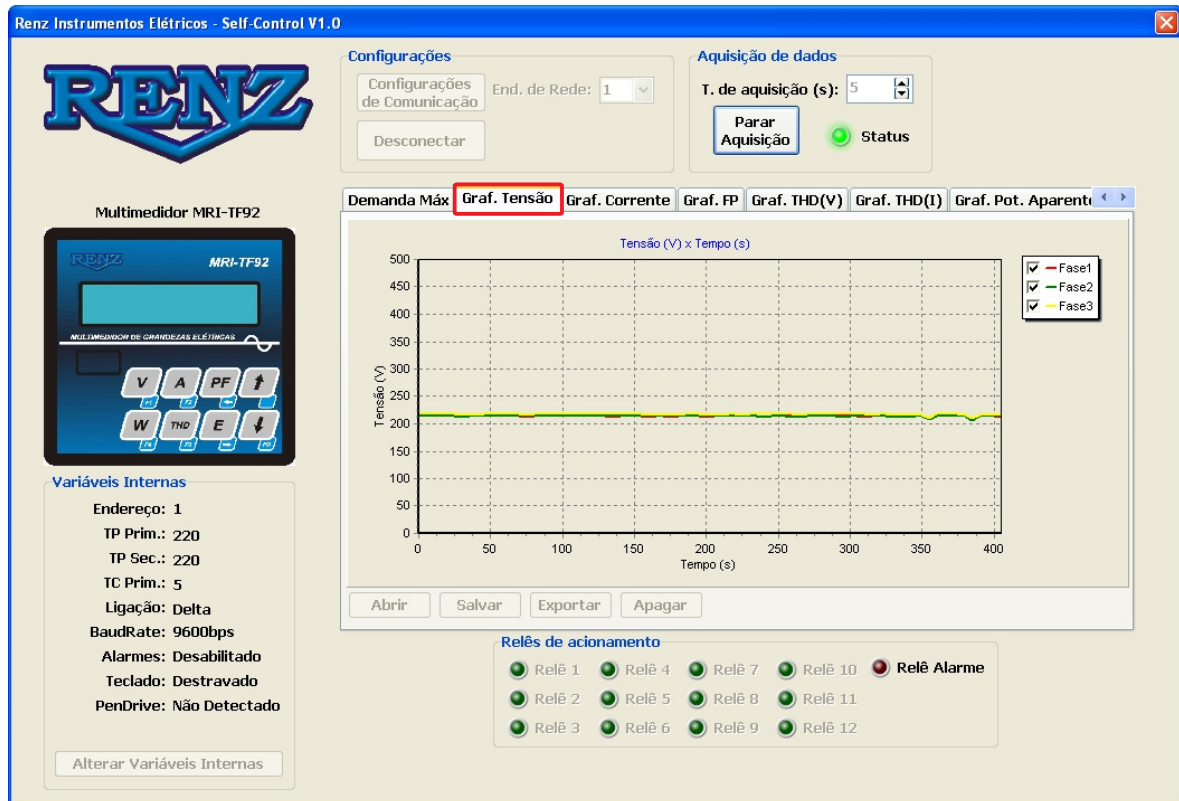 Renz Instrumentos Elétricos - Self-Control V1.0
RENZ
Multimedidor MRI-TF92
RENZ
MRI-TF92
MULTIMEDIDOR DE GRANDEZAS ELÉTRICAS
V A PF
W THD E
Variáveis Internas
Endereço: 1
TP Prim.: 220
TP Sec.: 220
TC Prim.: 5
Ligação: Delta
BaudRate: 9600bps
Alarmes: Desabilitado
Teclado: Destravado
PenDrive: Não Detectado
Alterar Variáveis Internas
Configurações
Configurações
de Comunicação
End. de Rede: 1
Desconectar
Aquisição de dados
T. de aquisição (s): 5
Parar
Aquisição
Status
Demanda Máx Graf. Tensão Graf. Corrente Graf. FP Graf. THD(V) Graf. THD(I) Graf. Pot. Aparent
Tensão (V) x Tempo (s)
Tensão (V)
500
450
400
350
300
250
200
150
100
50
0
0 50 100 150 200 250 300 350 400
Tempo (s)
Fase1
Fase2
Fase3
Abrir Salvar Exportar Apagar
Relês de acionamento
Relê 1 Relê 4 Relê 7 Relê 10 Relê Alarme
Relê 2 Relê 5 Relê 8 Relê 11
Relê 3 Relê 6 Relê 9 Relê 12